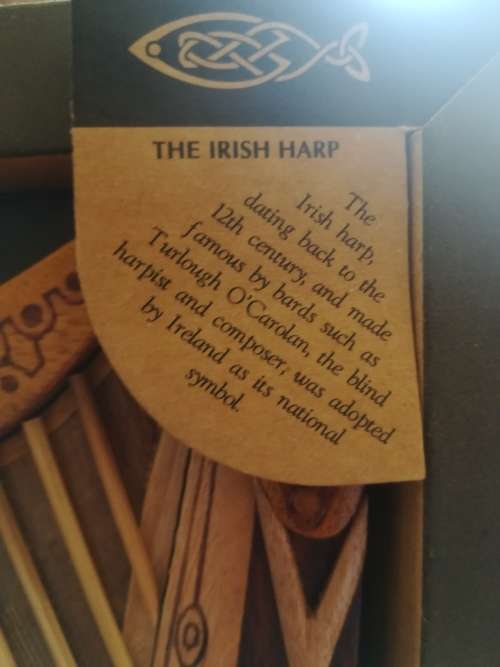 THE IRISH HARP
The
Irish harp,
dating back to the
12th century, and made
famous by bards such as
Turlough O'Carolan, the blind
harpist and composer, was adopted
by Ireland as its national
symbol.